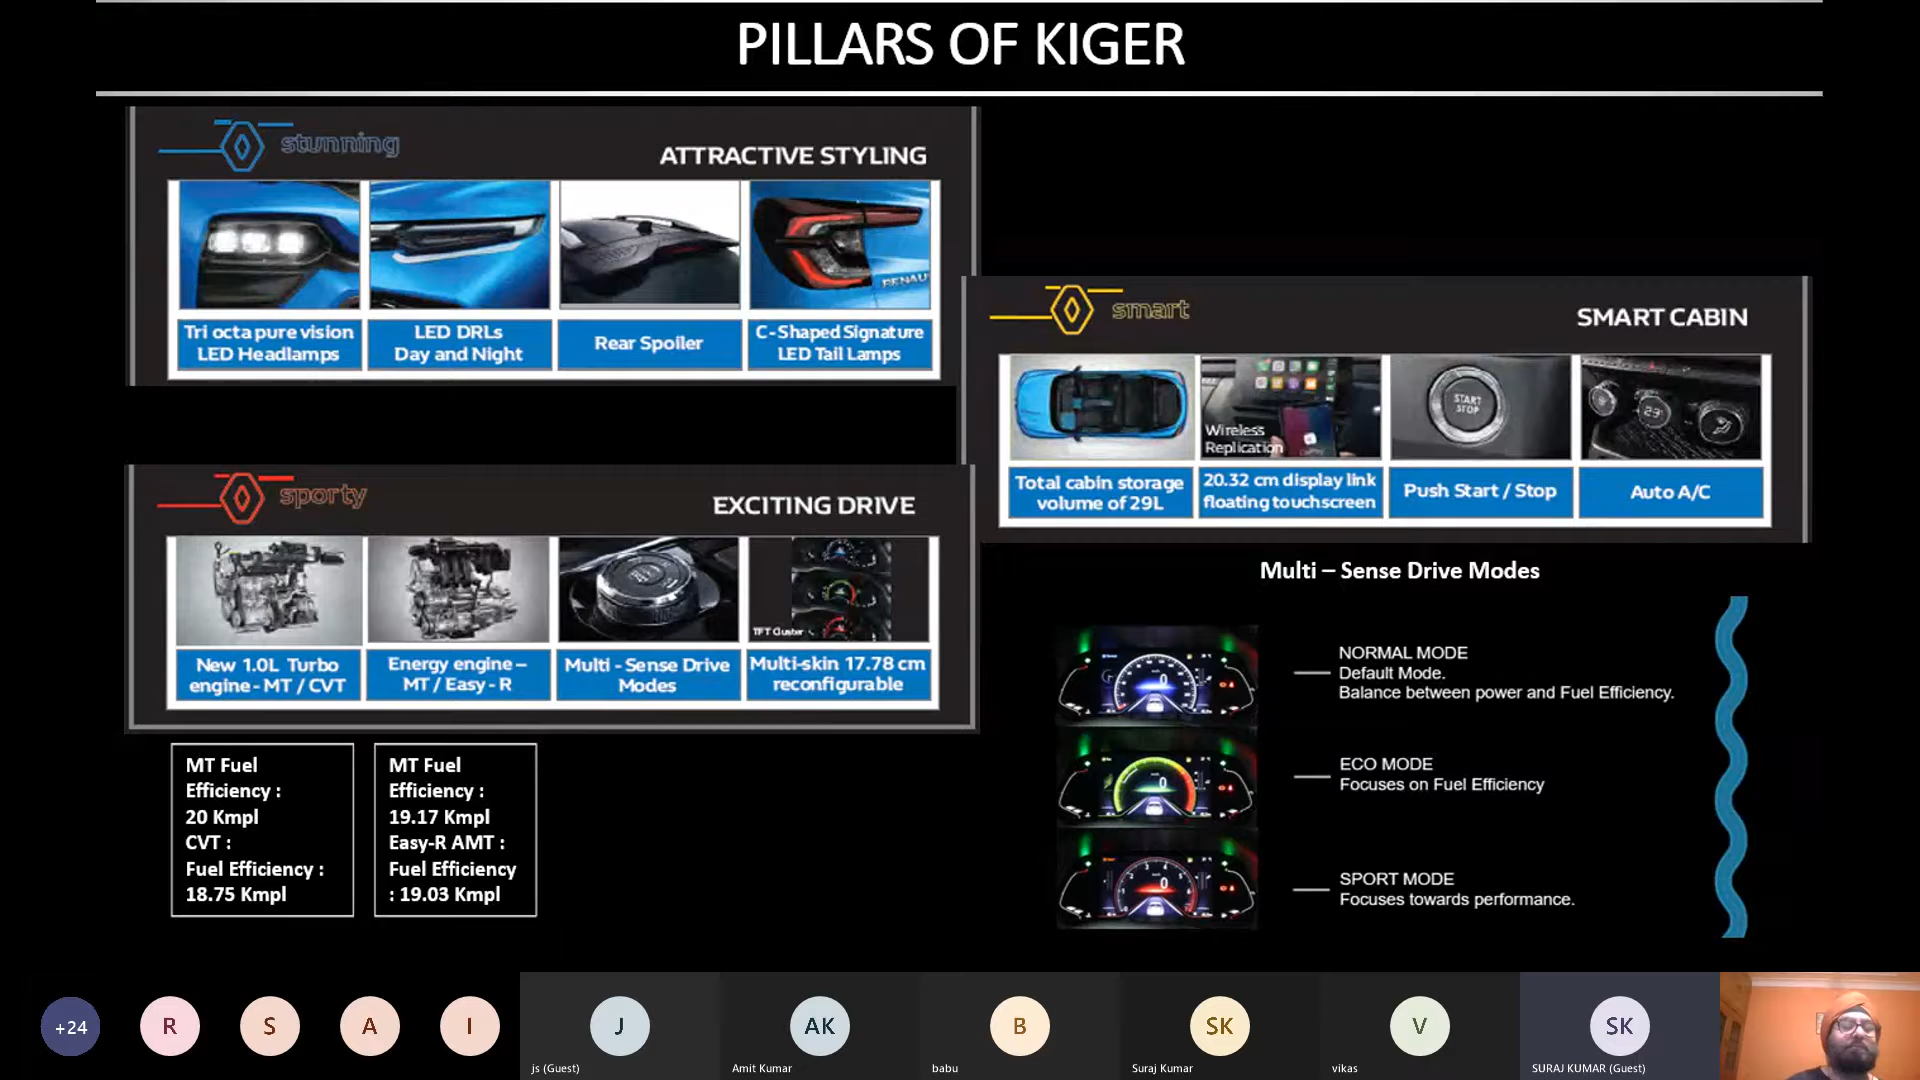 PILLARS OF KIGER
stunning
ATTRACTIVE STYLING
RENAU
Tri octa pure vision
LED Headlamps
LED DRLs
Day and Night
Rear Spoiler
C-Shaped Signature
LED Tail Lamps
smart
SMART CABIN
Wireless
Replication
START
STOP
23
Total cabin storage
volume of 29L
20.32 cm display link
floating touchscreen
Push Start / Stop
Auto A/C
sporty
EXCITING DRIVE
TFT Cluster
New 1.0L Turbo
engine - MT / CVT
Energy engine –
MT / Easy - R
Multi - Sense Drive
Modes
Multi-skin 17.78 cm
reconfigurable
MT Fuel
Efficiency :
20 Kmpl
CVT :
Fuel Efficiency :
18.75 Kmpl
MT Fuel
Efficiency :
19.17 Kmpl
Easy-R AMT :
Fuel Efficiency
: 19.03 Kmpl
Multi – Sense Drive Modes
NORMAL MODE
Default Mode.
Balance between power and Fuel Efficiency.
0
ECO MODE
Focuses on Fuel Efficiency
0
SPORT MODE
Focuses towards performance.
0
+24
R
S
A
I
J
js (Guest)
AK
Amit Kumar
B
babu
SK
Suraj Kumar
V
vikas
SK
SURAJ KUMAR (Guest)